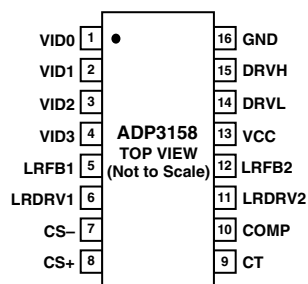 VID0 1
VID1 2
VID2 3
VID3 4
LRFB1 5
LRDRV1 6
CS– 7
CS+ 8
ADP3158
TOP VIEW
(Not to Scale)
16 GND
15 DRVH
14 DRVL
13 VCC
12 LRFB2
11 LRDRV2
10 COMP
9 CT